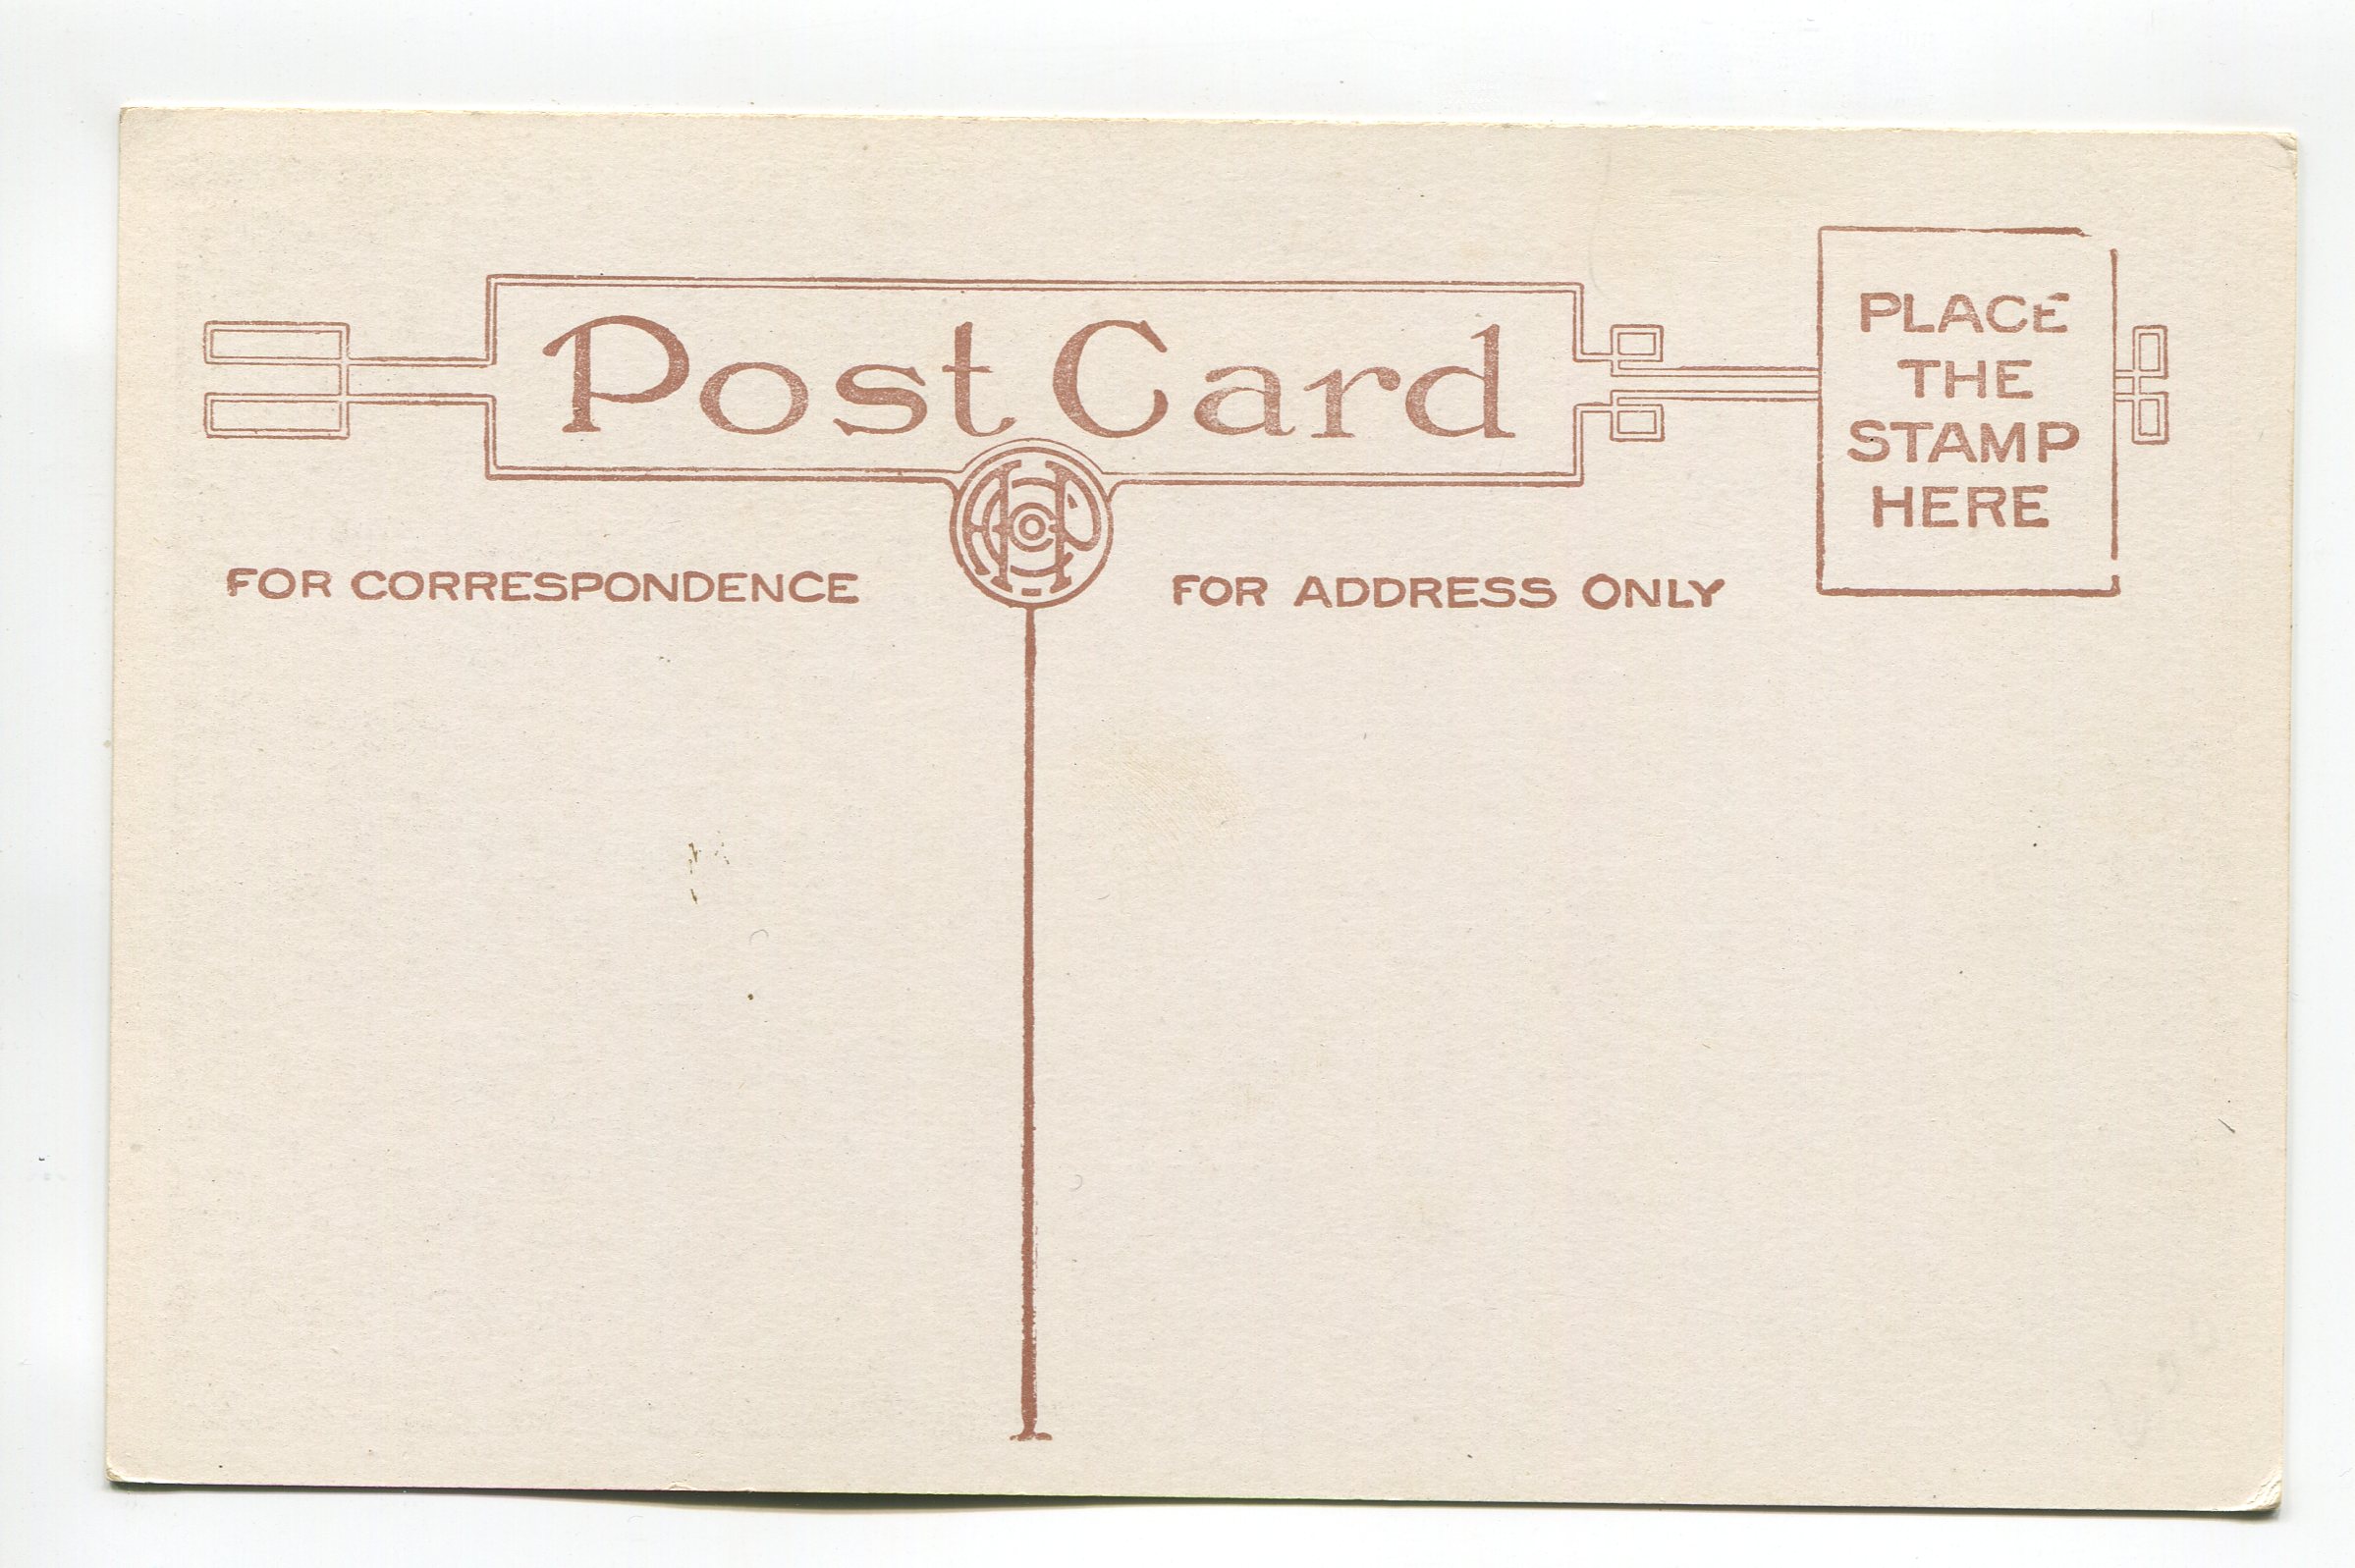 Post Card
PLACE
THE
STAMP
HERE
FOR CORRESPONDENCE
FOR ADDRESS ONLY